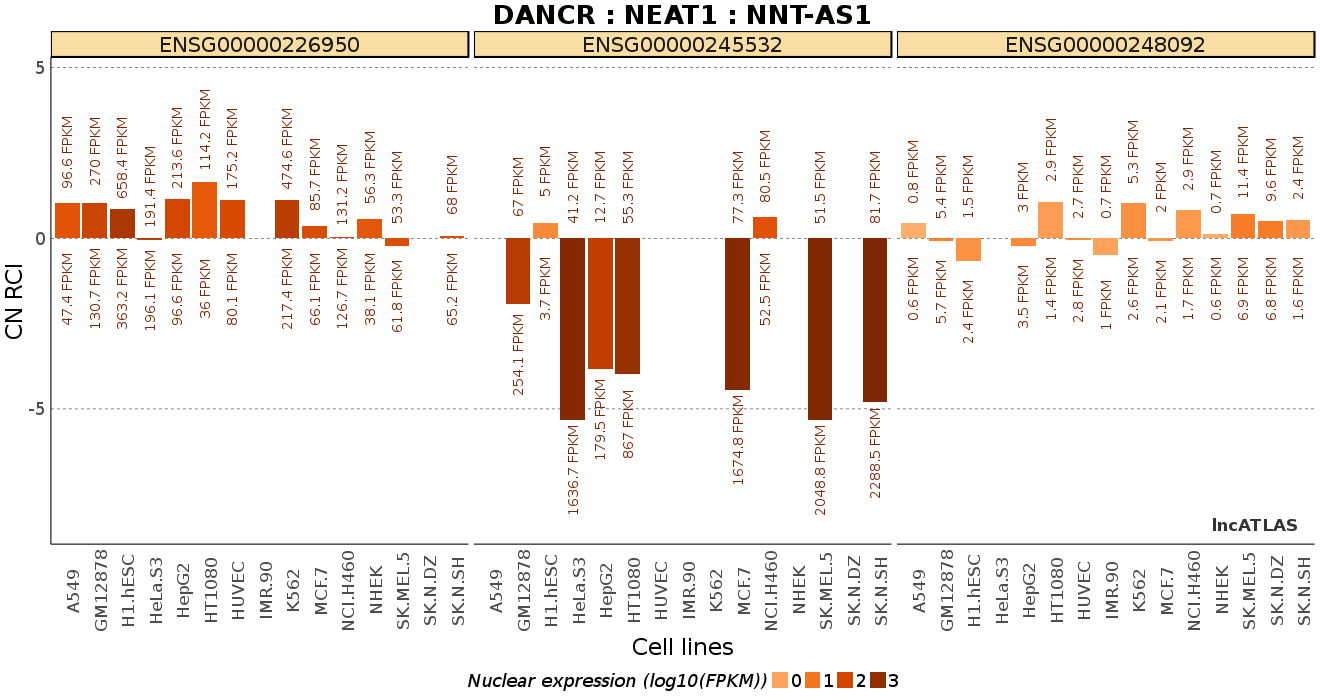 DANCR : NEAT1 : NNT-AS1
ENSG00000226950 ENSG00000245532 ENSG00000248092
5
0
-5
CN RCI
96.6 FPKM 270 FPKM 658.4 FPKM 191.4 FPKM 213.6 FPKM 114.2 FPKM 175.2 FPKM 474.6 FPKM 85.7 FPKM 131.2 FPKM 56.3 FPKM 53.3 FPKM 68 FPKM
47.4 FPKM 130.7 FPKM 363.2 FPKM 196.1 FPKM 96.6 FPKM 36 FPKM 80.1 FPKM 217.4 FPKM 66.1 FPKM 126.7 FPKM 38.1 FPKM 61.8 FPKM 65.2 FPKM
67 FPKM 5 FPKM 41.2 FPKM 12.7 FPKM 55.3 FPKM 77.3 FPKM 80.5 FPKM 51.5 FPKM 81.7 FPKM
254.1 FPKM 3.7 FPKM 1636.7 FPKM 179.5 FPKM 867 FPKM 1674.8 FPKM 52.5 FPKM 2048.8 FPKM 2288.5 FPKM
0.8 FPKM 5.4 FPKM 1.5 FPKM 3 FPKM 2.9 FPKM 2.7 FPKM 0.7 FPKM 5.3 FPKM 2 FPKM 2.9 FPKM 0.7 FPKM 11.4 FPKM 9.6 FPKM 2.4 FPKM
0.6 FPKM 5.7 FPKM 2.4 FPKM 3.5 FPKM 1.4 FPKM 2.8 FPKM 1 FPKM 2.6 FPKM 2.1 FPKM 1.7 FPKM 0.6 FPKM 6.9 FPKM 6.8 FPKM 1.6 FPKM
lncATLAS
A549 GM12878 H1.hESC HeLa.S3 HepG2 HT1080 HUVEC IMR.90 K562 MCF.7 NCI.H460 NHEK SK.MEL.5 SK.N.DZ SK.N.SH
A549 GM12878 H1.hESC HeLa.S3 HepG2 HT1080 HUVEC IMR.90 K562 MCF.7 NCI.H460 NHEK SK.MEL.5 SK.N.DZ SK.N.SH
A549 GM12878 H1.hESC HeLa.S3 HepG2 HT1080 HUVEC IMR.90 K562 MCF.7 NCI.H460 NHEK SK.MEL.5 SK.N.DZ SK.N.SH
Cell lines
Nuclear expression (log10(FPKM)) 0 1 2 3